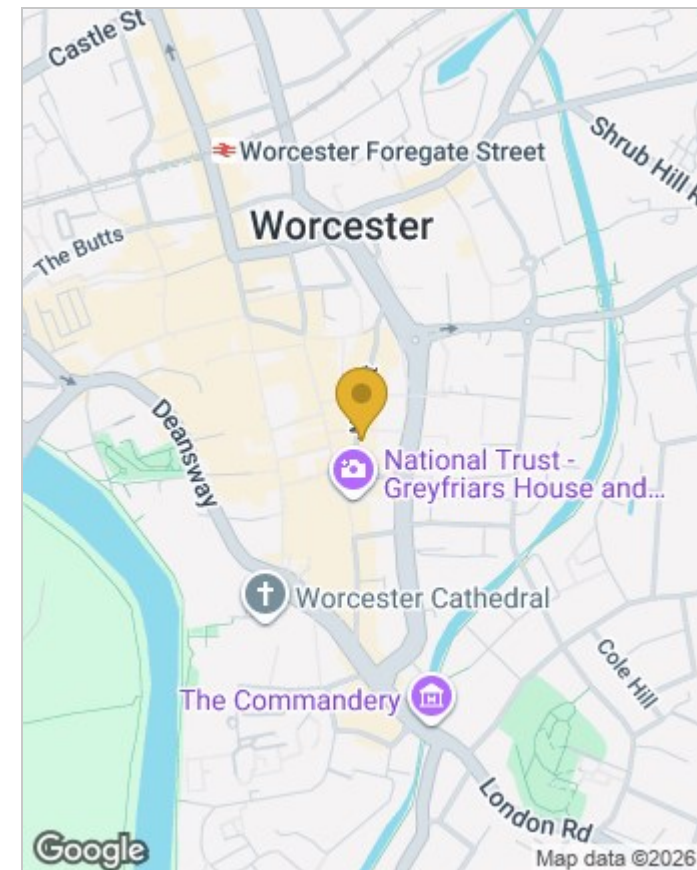 Castle St
Worcester Foregate Street
Shrub Hill R
Worcester
The Butts
Deansway
National Trust -
Greyfriars House and...
Worcester Cathedral
The Commandery
Cole Hill
London Rd
Google
Map data ©2026